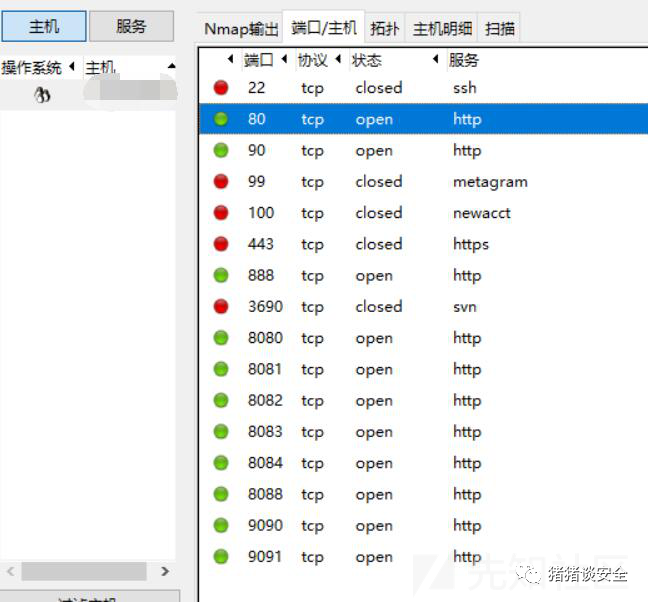 主机 服务
Nmap输出 端口/主机 拓扑 主机明细 扫描
操作系统 主机
端口 协议 状态 服务
22 tcp closed ssh
80 tcp open http
90 tcp open http
99 tcp closed metagram
100 tcp closed newacct
443 tcp closed https
888 tcp open http
3690 tcp closed svn
8080 tcp open http
8081 tcp open http
8082 tcp open http
8083 tcp open http
8084 tcp open http
8088 tcp open http
9090 tcp open http
9091 tcp open http
先知社区
猪猪谈安全